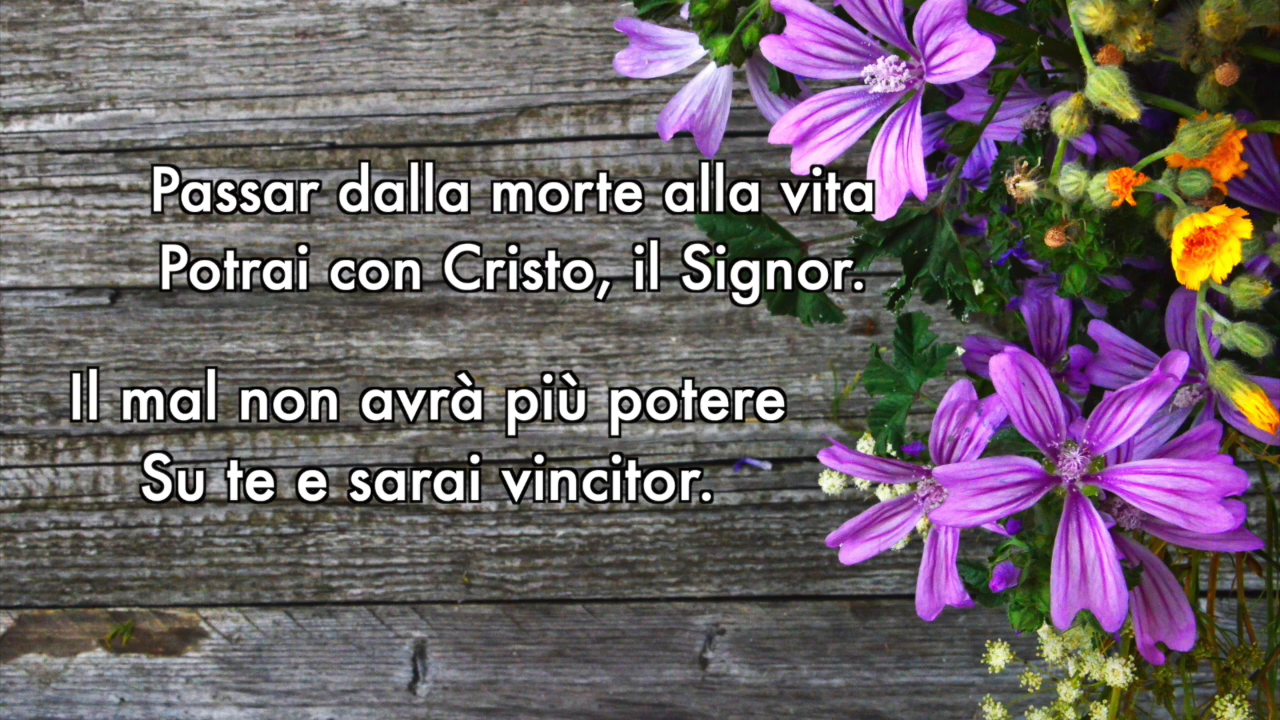 Passar dalla morte alla vita
Potrai con Cristo, il Signor.
Il mal non avrà più potere
Su te e sarai vincitor.